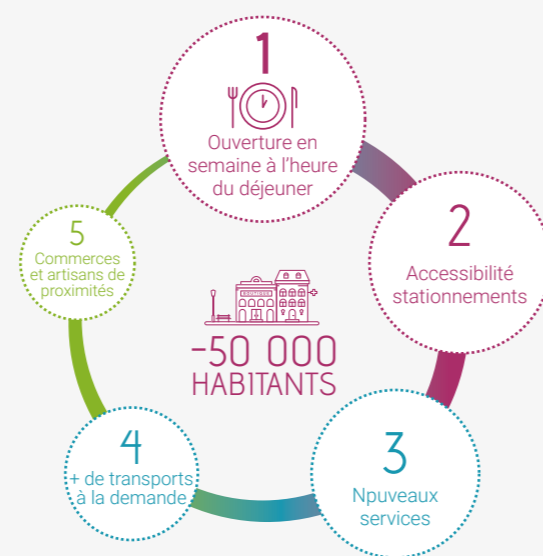 1
Ouverture en
semaine à l'heure
du déjeuner
2
Accessibilité
stationnements
3
Npuveaux
services
4
+ de transports
à la demande
5
Commerces
et artisans de
proximités
-50 000
HABITANTS